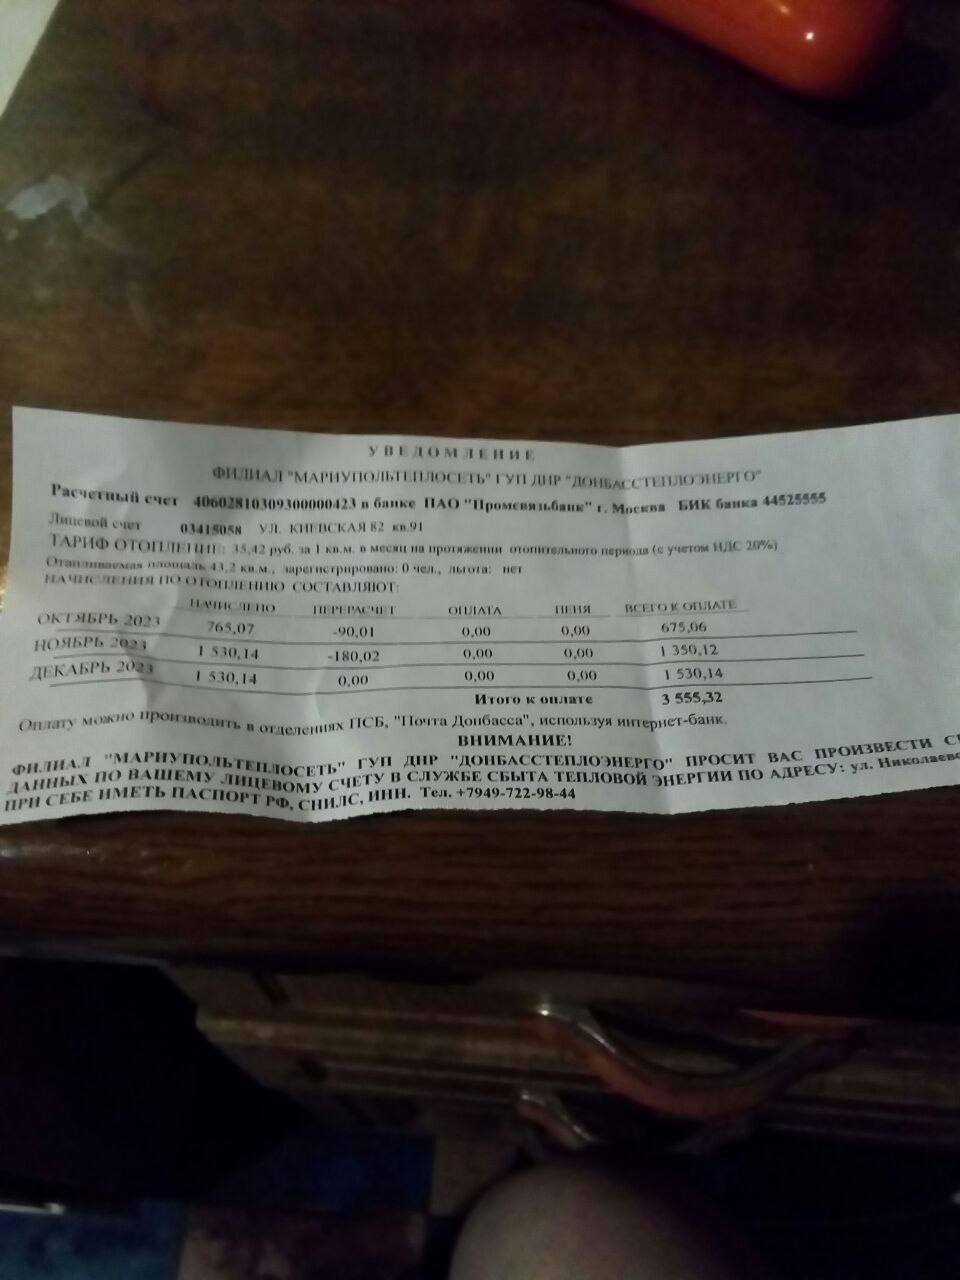 УВЕДОМЛЕНИЕ
ФИЛИАЛ "МАРИУПОЛЬТЕПЛОСЕТЬ" ГУП ДНР "ДОНБАССТЕПЛОЭНЕРГО"
Расчетный счет 40602810309300000423 в банке ПАО "Промсвязьбанк" г. Москва БИК банка 44525555
Лицевой счет 03415058 УЛ. КИЕВСКАЯ 82 кв.91
ТАРИФ ОТОПЛЕНИЕ: 35,42 руб. за 1 кв.м. в месяц на протяжении отопительного периода (с учетом НДС 20%)
Отапливаемая площадь 43,2 кв.м., зарегистрировано: 0 чел., льгота: нет
НАЧИСЛЕНИЯ ПО ОТОПЛЕНИЮ СОСТАВЛЯЮТ:
НАЧИСЛЕНО ПЕРЕРАСЧЕТ ОПЛАТА ПЕНЯ ВСЕГО К ОПЛАТЕ
ОКТЯБРЬ 2023 765,07 -90,01 0,00 0,00 675,06
НОЯБРЬ 2023 1 530,14 -180,02 0,00 0,00 1 350,12
ДЕКАБРЬ 2023 1 530,14 0,00 0,00 0,00 1 530,14
Итого к оплате 3 555,32
Оплату можно производить в отделениях ПСБ, "Почта Донбасса", используя интернет-банк.
ВНИМАНИЕ!
ФИЛИАЛ "МАРИУПОЛЬТЕПЛОСЕТЬ" ГУП ДНР "ДОНБАССТЕПЛОЭНЕРГО" ПРОСИТ ВАС ПРОИЗВЕСТИ
ДАННЫХ ПО ВАШЕМУ ЛИЦЕВОМУ СЧЕТУ В СЛУЖБЕ СБЫТА ТЕПЛОВОЙ ЭНЕРГИИ ПО АДРЕСУ: ул. Николаевс
ПРИ СЕБЕ ИМЕТЬ ПАСПОРТ РФ, СНИЛС, ИНН. Тел. +7949-722-98-44